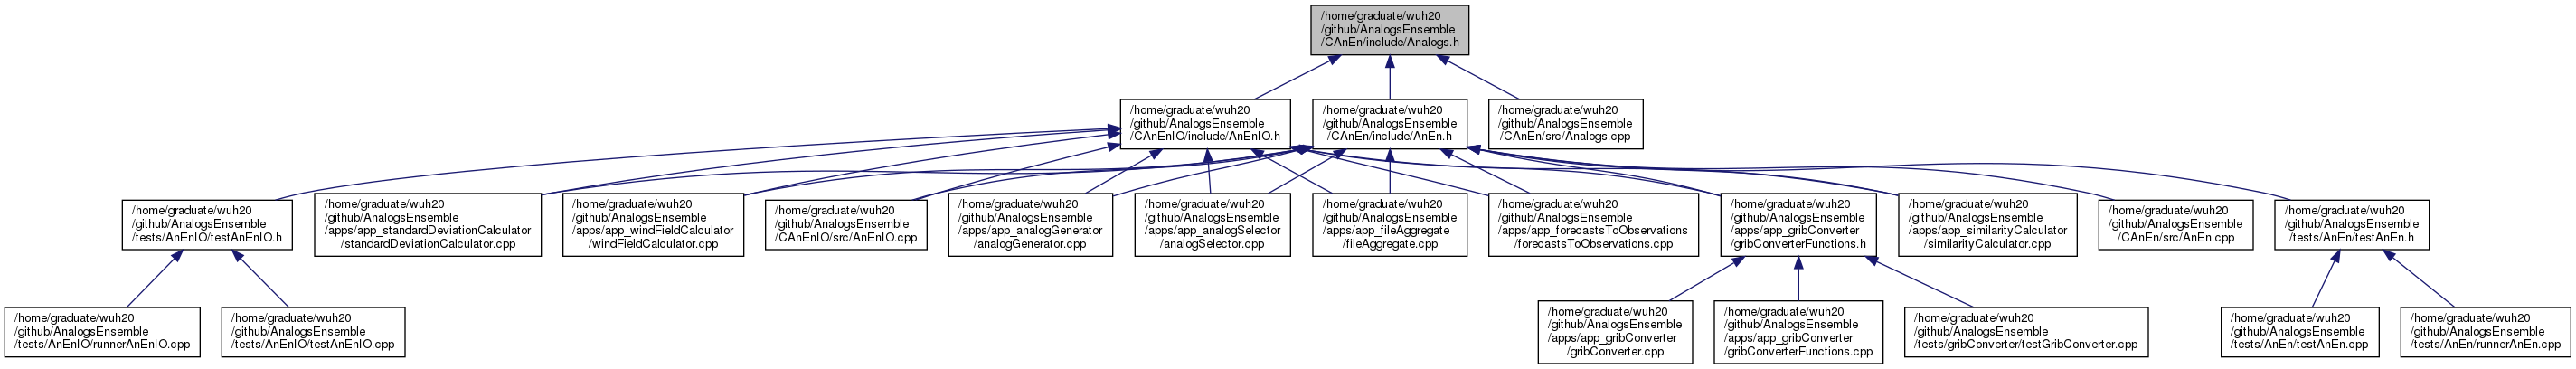 /home/graduate/wuh20
/github/AnalogsEnsemble
/CAnEn/include/Analogs.h
/home/graduate/wuh20
/github/AnalogsEnsemble
/CAnEnIO/include/AnEnIO.h
/home/graduate/wuh20
/github/AnalogsEnsemble
/CAnEn/include/AnEn.h
/home/graduate/wuh20
/github/AnalogsEnsemble
/CAnEn/src/Analogs.cpp
/home/graduate/wuh20
/github/AnalogsEnsemble
/tests/AnEnIO/testAnEnIO.h
/home/graduate/wuh20
/github/AnalogsEnsemble
/apps/app_standardDeviationCalculator
/standardDeviationCalculator.cpp
/home/graduate/wuh20
/github/AnalogsEnsemble
/apps/app_windFieldCalculator
/windFieldCalculator.cpp
/home/graduate/wuh20
/github/AnalogsEnsemble
/CAnEnIO/src/AnEnIO.cpp
/home/graduate/wuh20
/github/AnalogsEnsemble
/apps/app_analogGenerator
/analogGenerator.cpp
/home/graduate/wuh20
/github/AnalogsEnsemble
/apps/app_analogSelector
/analogSelector.cpp
/home/graduate/wuh20
/github/AnalogsEnsemble
/apps/app_fileAggregate
/fileAggregate.cpp
/home/graduate/wuh20
/github/AnalogsEnsemble
/apps/app_forecastsToObservations
/forecastsToObservations.cpp
/home/graduate/wuh20
/github/AnalogsEnsemble
/apps/app_gribConverter
/gribConverterFunctions.h
/home/graduate/wuh20
/github/AnalogsEnsemble
/apps/app_similarityCalculator
/similarityCalculator.cpp
/home/graduate/wuh20
/github/AnalogsEnsemble
/CAnEn/src/AnEn.cpp
/home/graduate/wuh20
/github/AnalogsEnsemble
/tests/AnEn/testAnEn.h
/home/graduate/wuh20
/github/AnalogsEnsemble
/tests/AnEnIO/runnerAnEnIO.cpp
/home/graduate/wuh20
/github/AnalogsEnsemble
/tests/AnEnIO/testAnEnIO.cpp
/home/graduate/wuh20
/github/AnalogsEnsemble
/apps/app_gribConverter
/gribConverter.cpp
/home/graduate/wuh20
/github/AnalogsEnsemble
/apps/app_gribConverter
/gribConverterFunctions.cpp
/home/graduate/wuh20
/github/AnalogsEnsemble
/tests/gribConverter/testGribConverter.cpp
/home/graduate/wuh20
/github/AnalogsEnsemble
/tests/AnEn/testAnEn.cpp
/home/graduate/wuh20
/github/AnalogsEnsemble
/tests/AnEn/runnerAnEn.cpp